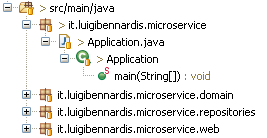 > src/main/java
> it.luigibennardis.microservice
> Application.java
> Application
main(String[]) : void
> it.luigibennardis.microservice.domain
> it.luigibennardis.microservice.repositories
> it.luigibennardis.microservice.web